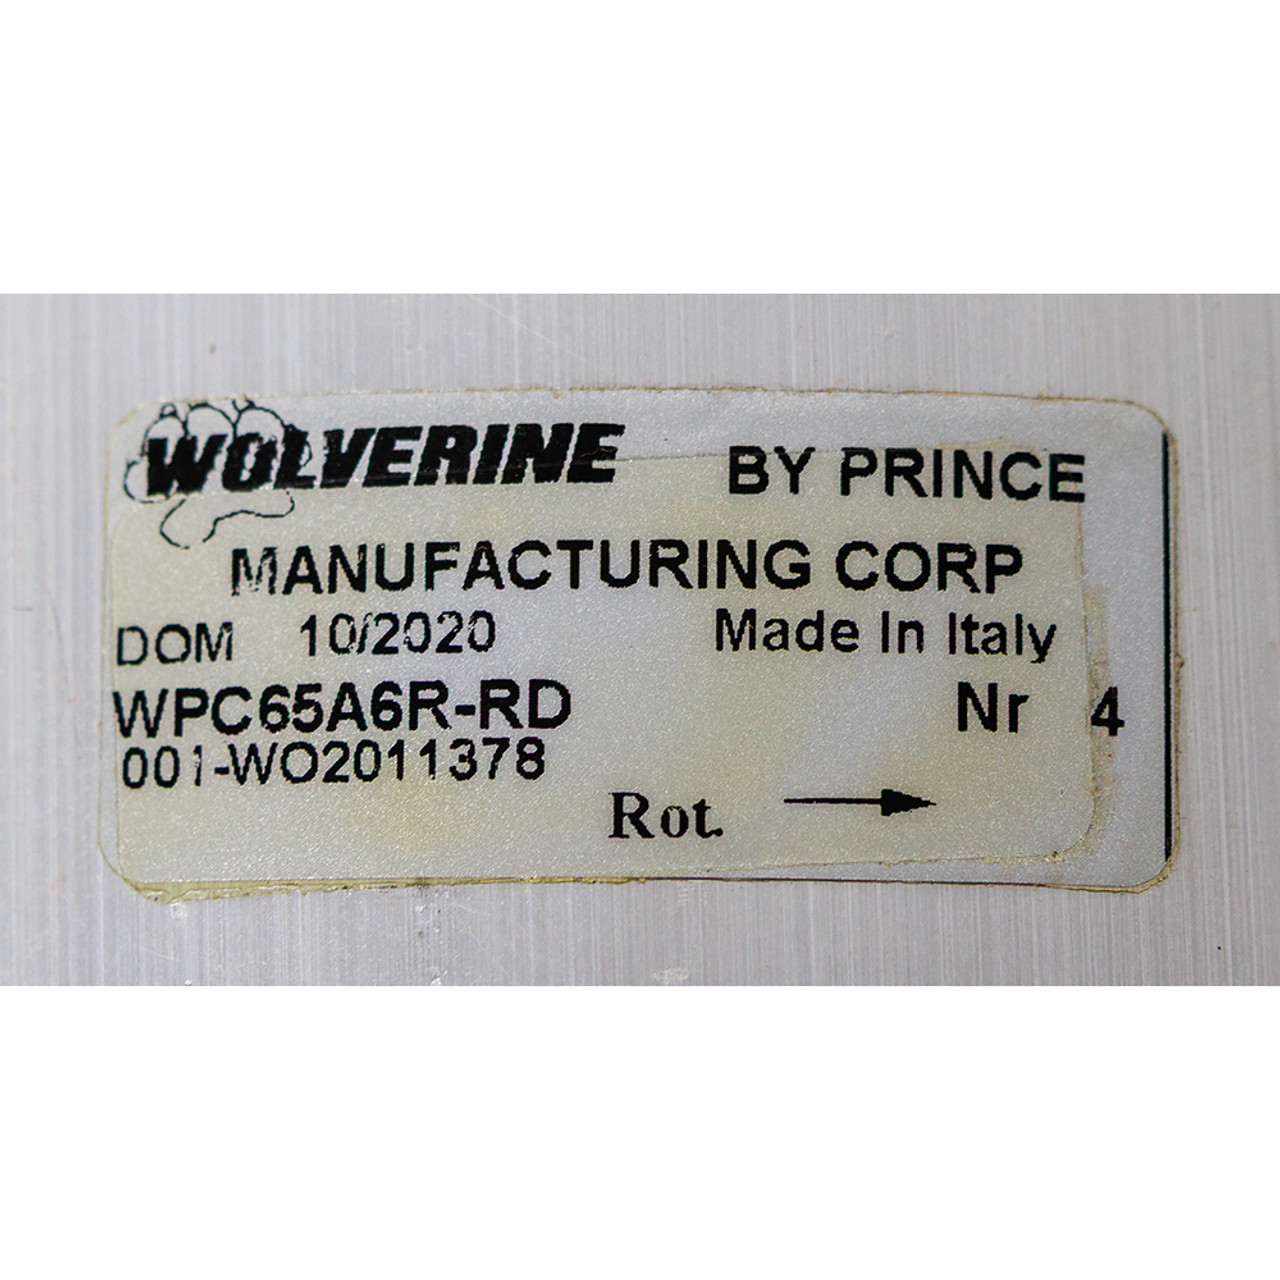 WOLVERINE BY PRINCE
MANUFACTURING CORP
DOM 10/2020 Made In Italy
WPC65A6R-RD Nr 4
001-WO2011378
Rot.